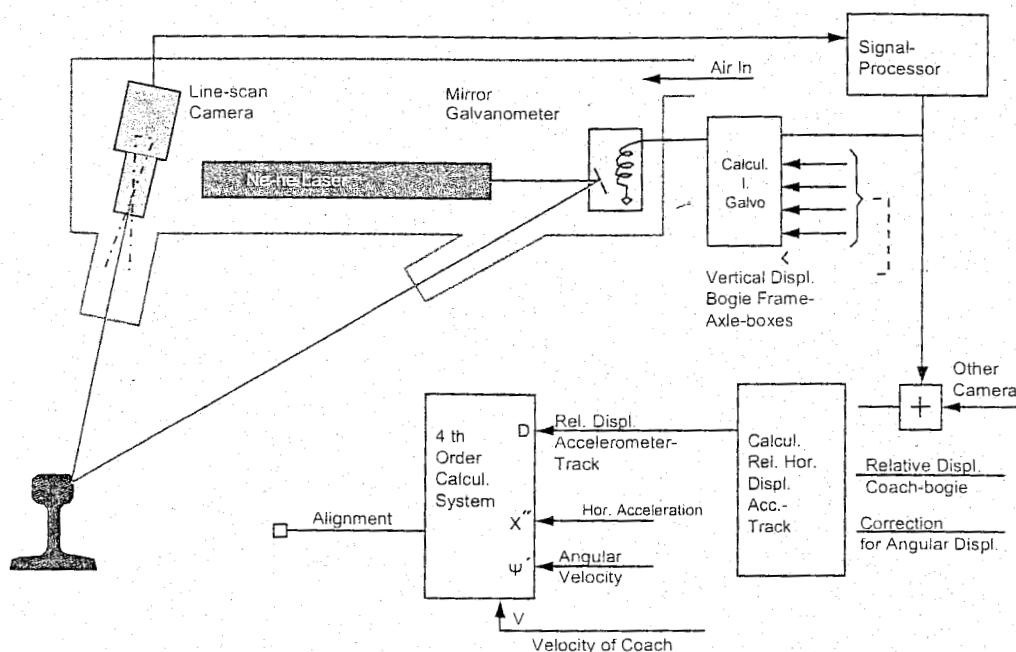 Signal-
Processor
Air In
Line-scan
Camera
Mirror
Galvanometer
Ne-he Laser
Calcul.
I.
Galvo
Vertical Displ.
Bogie Frame-
Axle-boxes
Other
Camera
+
4 th
Order
Calcul.
System
D
X″
Ψ′
Rel. Displ.
Accelerometer-
Track
Hor. Acceleration
Angular
Velocity
Calcul.
Rel. Hor.
Displ.
Acc.-
Track
Relative Displ.
Coach-bogie
Correction
for Angular Displ.
Alignment
V
Velocity of Coach